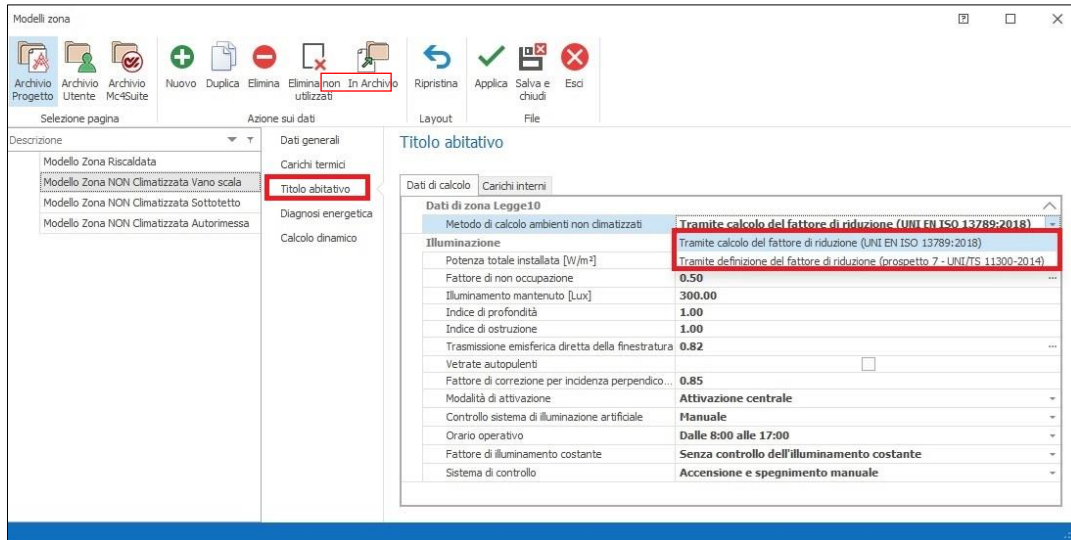 Modelli zona
Archivio Progetto
Archivio Utente
Archivio Mc4Suite
Nuovo
Duplica
Elimina
Elimina non utilizzati
In Archivio
Ripristina
Applica
Salva e chiudi
Esci
Selezione pagina
Azione sui dati
Layout
File
Descrizione
Modello Zona Riscaldata
Modello Zona NON Climatizzata Vano scala
Modello Zona NON Climatizzata Sottotetto
Modello Zona NON Climatizzata Autorimessa
Dati generali
Carichi termici
Titolo abitativo
Diagnosi energetica
Calcolo dinamico
Titolo abitativo
Dati di calcolo
Carichi interni
Dati di zona Legge10
Metodo di calcolo ambienti non climatizzati Tramite calcolo del fattore di riduzione (UNI EN ISO 13789:2018)
Illuminazione Tramite calcolo del fattore di riduzione (UNI EN ISO 13789:2018)
Potenza totale installata [W/m²] Tramite definizione del fattore di riduzione (prospetto 7 - UNI/TS 11300-2014)
Fattore di non occupazione 0.50 ...
Illuminamento mantenuto [Lux] 300.00
Indice di profondità 1.00
Indice di ostruzione 1.00
Trasmissione emisferica diretta della finestratura 0.82 ...
Vetrate autopulenti
Fattore di correzione per incidenza perpendico... 0.85
Modalità di attivazione Attivazione centrale
Controllo sistema di illuminazione artificiale Manuale
Orario operativo Dalle 8:00 alle 17:00
Fattore di illuminamento costante Senza controllo dell'illuminamento costante
Sistema di controllo Accensione e spegnimento manuale